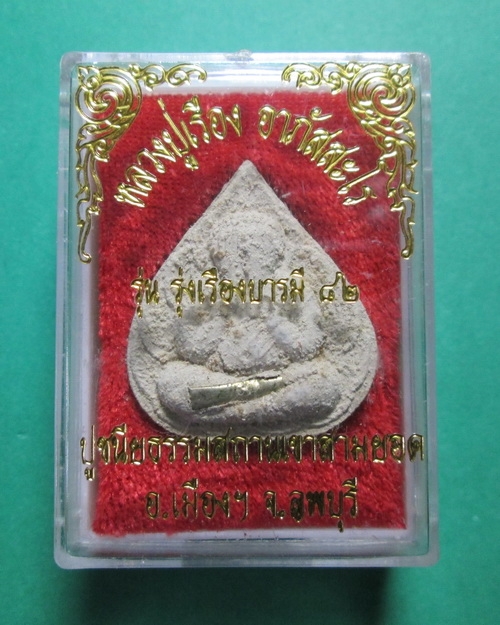 หลวงปู่เรือง อาภัสสะโร
รุ่น รุ่งเรืองบารมี ๔๒
ปูชนียธรรมสถานเขาสามยอด
อ.เมืองฯ จ.ลพบุรี